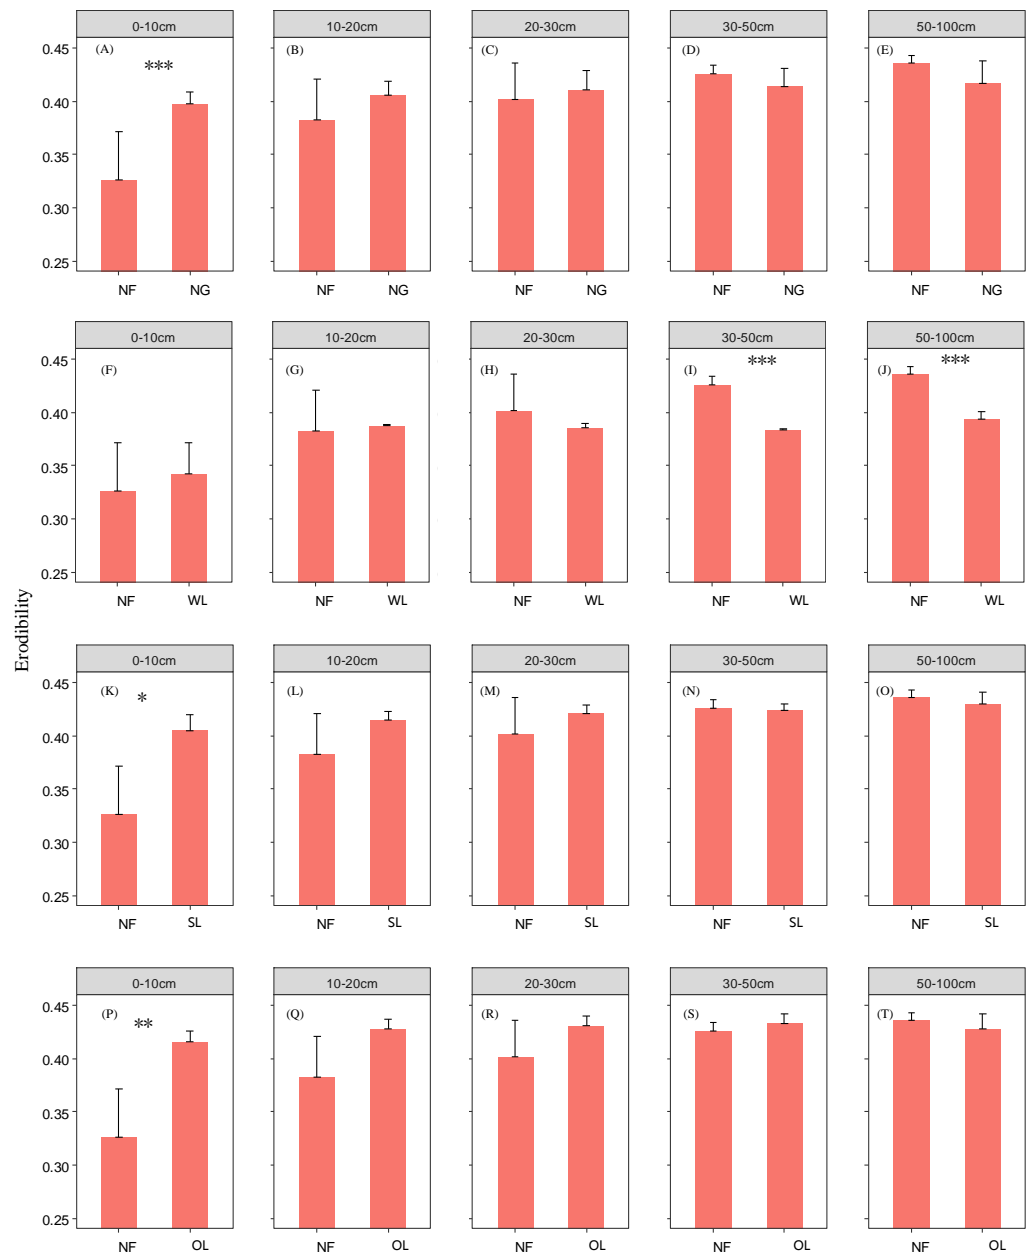 0-10cm 10-20cm 20-30cm 30-50cm 50-100cm
(A) (B) (C) (D) (E)
***
0.45
0.40
0.35
0.30
0.25
NF NG NF NG NF NG NF NG NF NG
0-10cm 10-20cm 20-30cm 30-50cm 50-100cm
(F) (G) (H) (I) (J)
*** ***
0.45
0.40
0.35
0.30
0.25
NF WL NF WL NF WL NF WL NF WL
Erodibility
0-10cm 10-20cm 20-30cm 30-50cm 50-100cm
(K) (L) (M) (N) (O)
*
0.45
0.40
0.35
0.30
0.25
NF SL NF SL NF SL NF SL NF SL
0-10cm 10-20cm 20-30cm 30-50cm 50-100cm
(P) (Q) (R) (S) (T)
**
0.45
0.40
0.35
0.30
0.25
NF OL NF OL NF OL NF OL NF OL